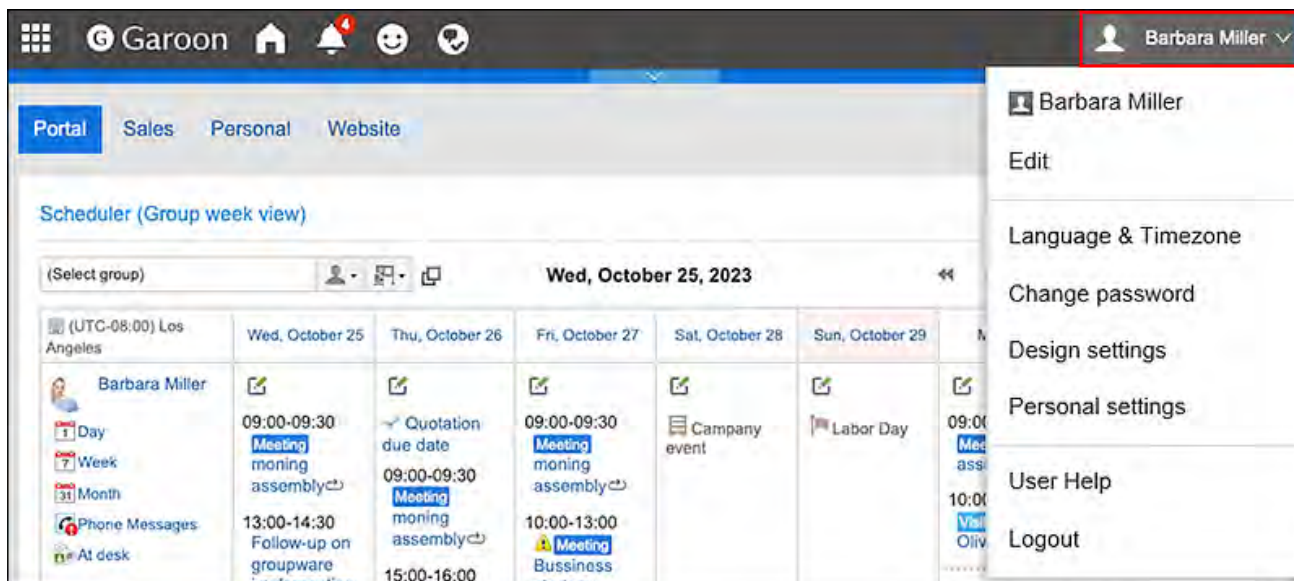 Garoon
4
Barbara Miller
Barbara Miller
Edit
Language & Timezone
Change password
Design settings
Personal settings
User Help
Logout
Portal Sales Personal Website
Scheduler (Group week view)
(Select group)
Wed, October 25, 2023
(UTC-08:00) Los
Angeles
Wed, October 25
Thu, October 26
Fri, October 27
Sat, October 28
Sun, October 29
Barbara Miller
1 Day
7 Week
31 Month
Phone Messages
At desk
09:00-09:30
Meeting
moning
assembly
13:00-14:30
Follow-up on
groupware
Quotation
due date
09:00-09:30
Meeting
moning
assembly
15:00-16:00
09:00-09:30
Meeting
moning
assembly
10:00-13:00
Meeting
Bussiness
Campany
event
Labor Day